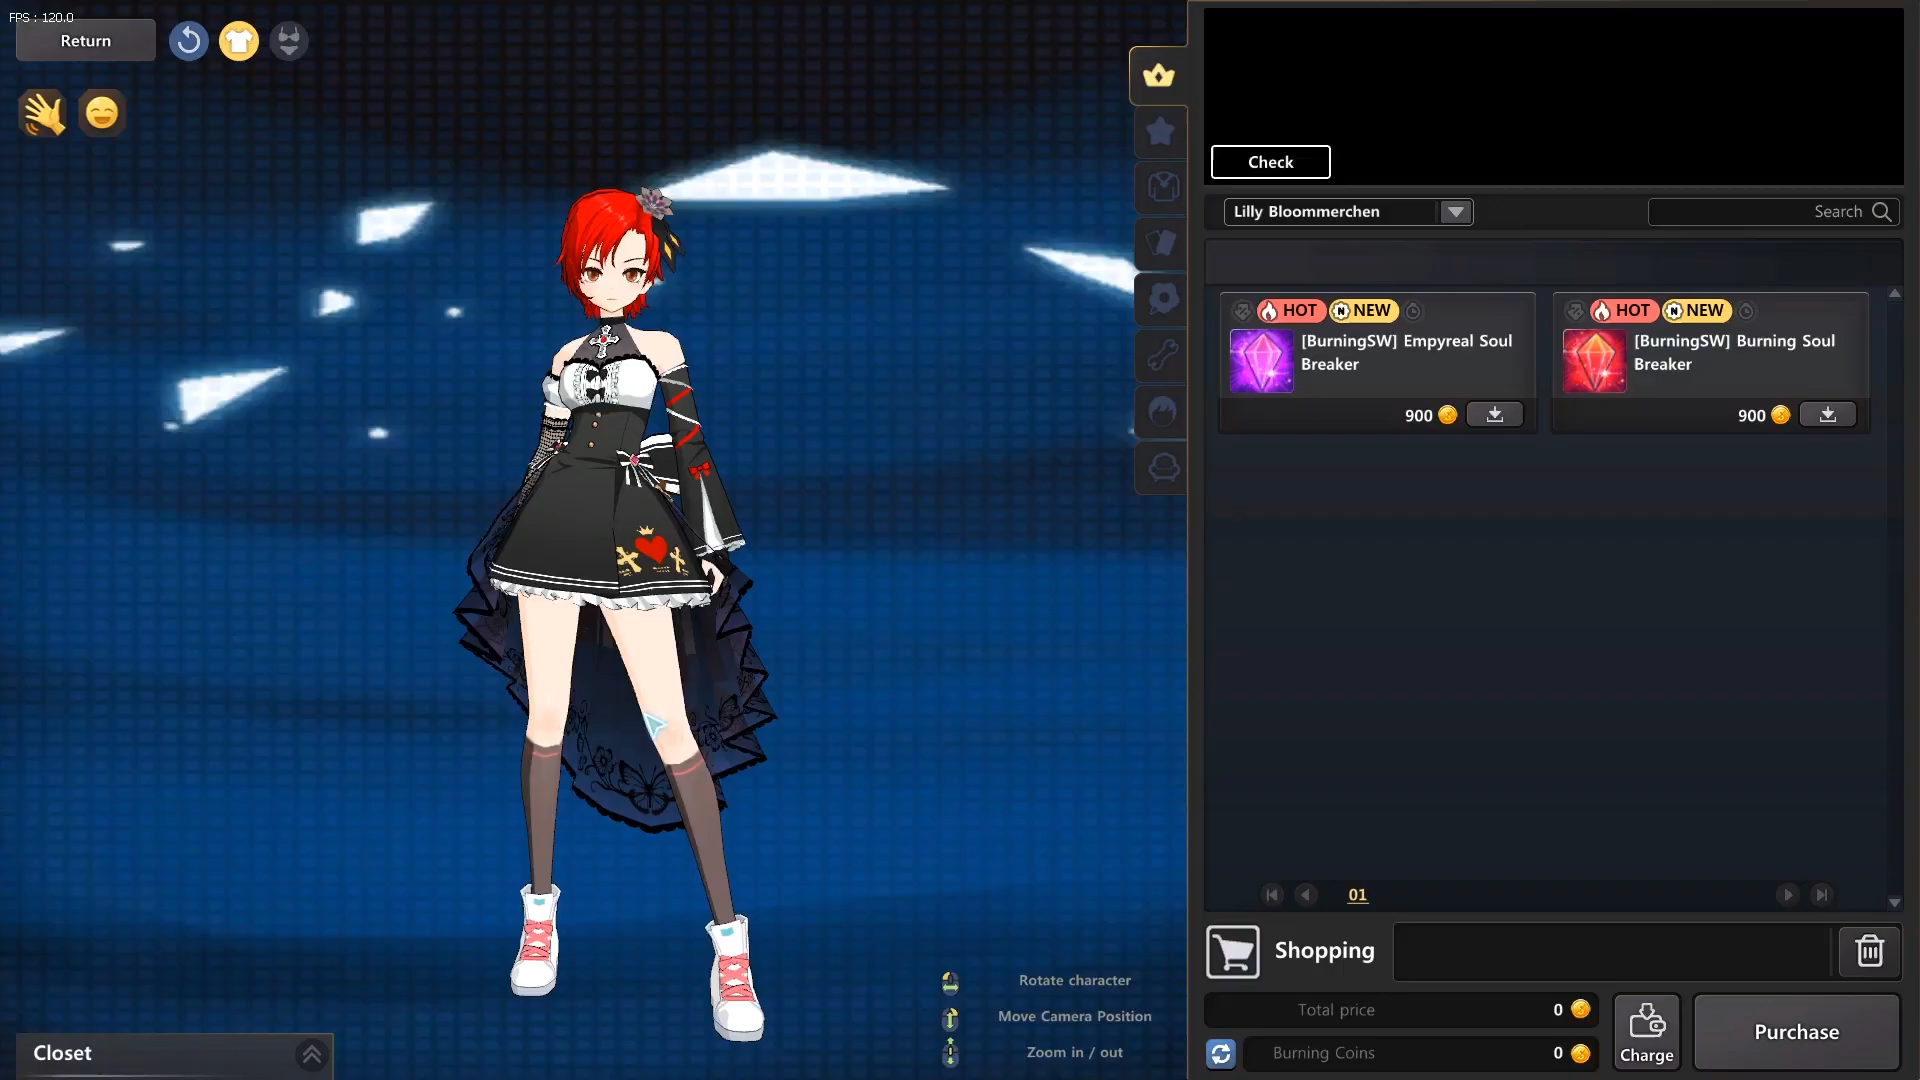 FPS : 120.0
Return
Check
Lilly Bloommerchen
Search
HOT
NEW
[BurningSW] Empyreal Soul
Breaker
900
HOT
NEW
[BurningSW] Burning Soul
Breaker
900
01
Shopping
Rotate character
Move Camera Position
Zoom in / out
Total price
0
Burning Coins
0
Charge
Purchase
Closet